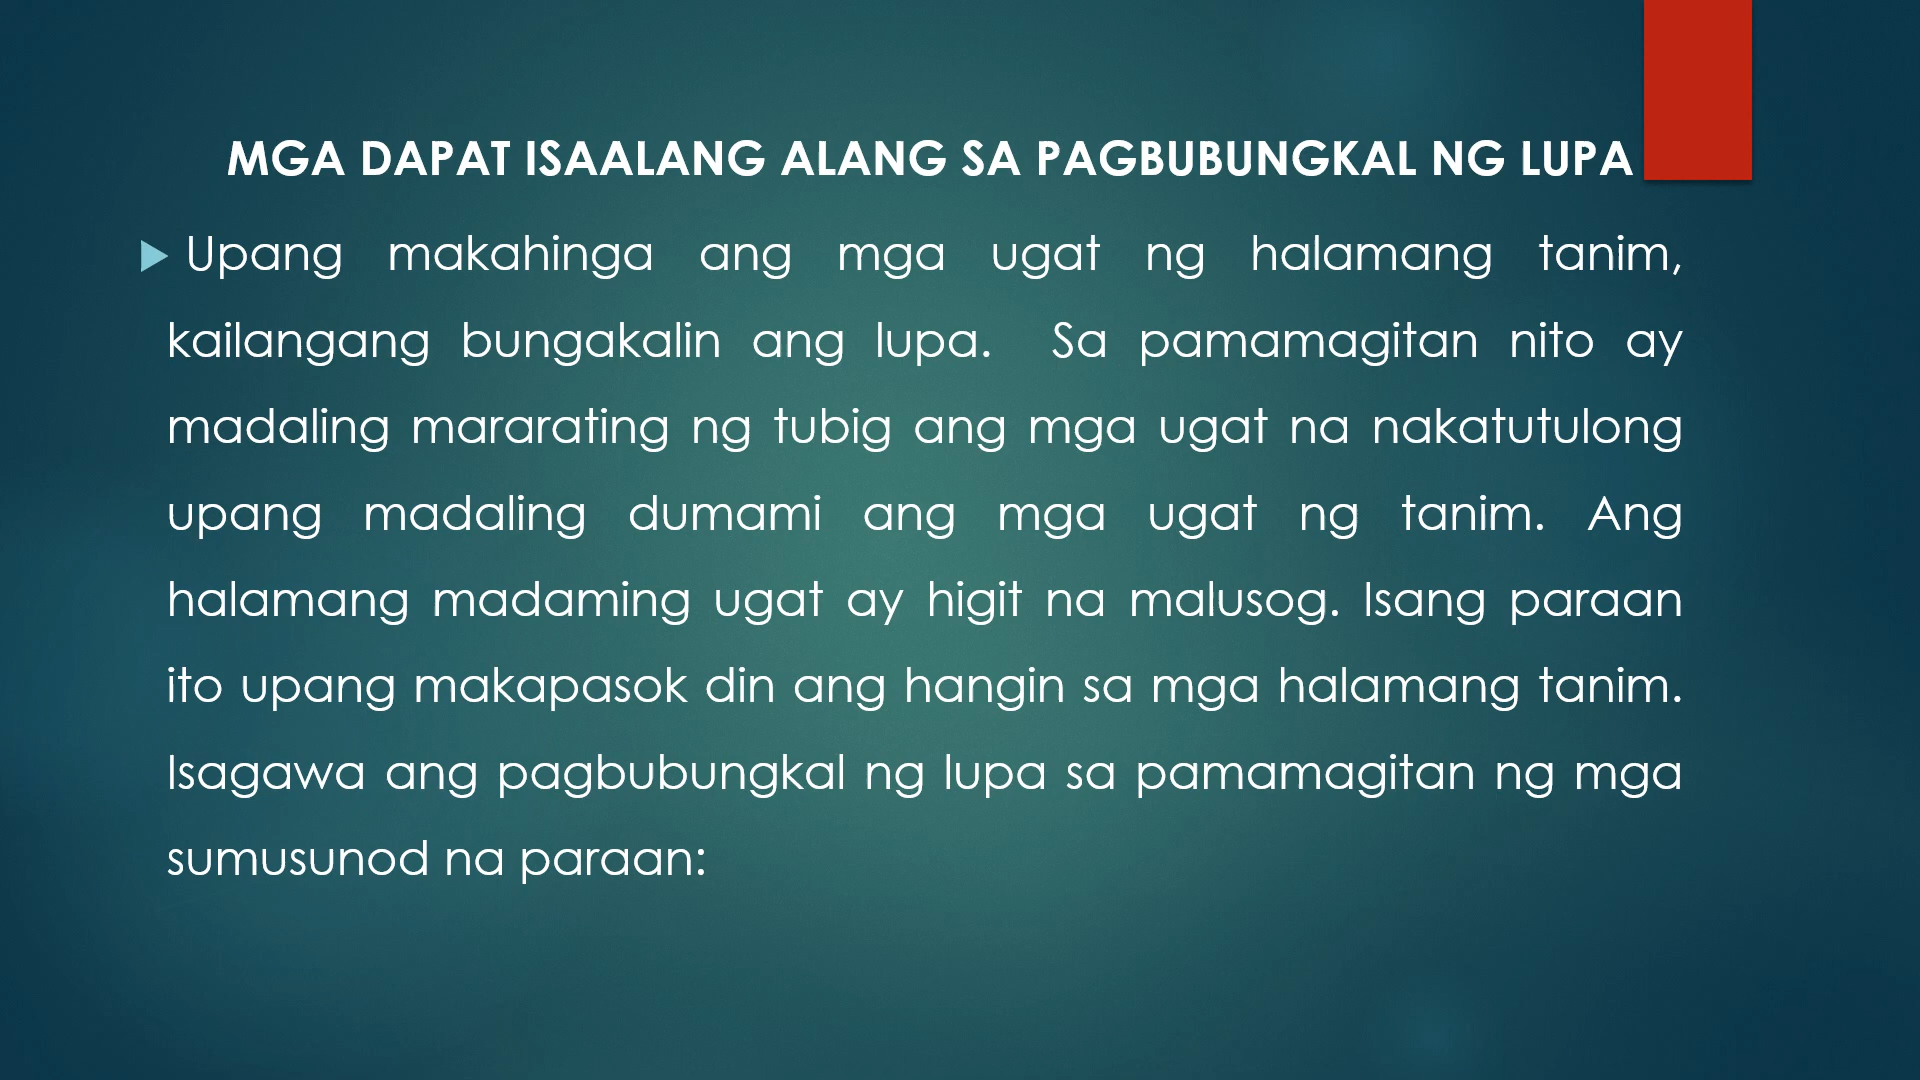 MGA DAPAT ISAALANG ALANG SA PAGBUBUNGKAL NG LUPA
Upang makahinga ang mga ugat ng halamang tanim,
kailangang bungakalin ang lupa. Sa pamamagitan nito ay
madaling mararating ng tubig ang mga ugat na nakatutulong
upang madaling dumami ang mga ugat ng tanim. Ang
halamang madaming ugat ay higit na malusog. Isang paraan
ito upang makapasok din ang hangin sa mga halamang tanim.
Isagawa ang pagbubungkal ng lupa sa pamamagitan ng mga
sumusunod na paraan: